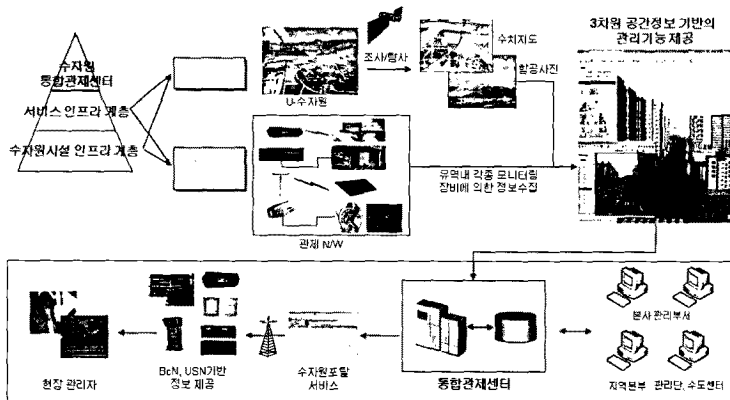 수자원
통합관제센터
서비스 인프라 계층
수자원시설 인프라 계층
U-수자원
조사/탐사
수치지도
항공사진
3차원 공간정보 기반의
관리기능 제공
관제 N/W
유역내 각종 모니터링
장비에 의한 정보수집
현장 관리자
BcN, USN기반
정보 제공
수자원포탈
서비스
통합관제센터
본사 관리부서
지역본부
관리단, 수도센터